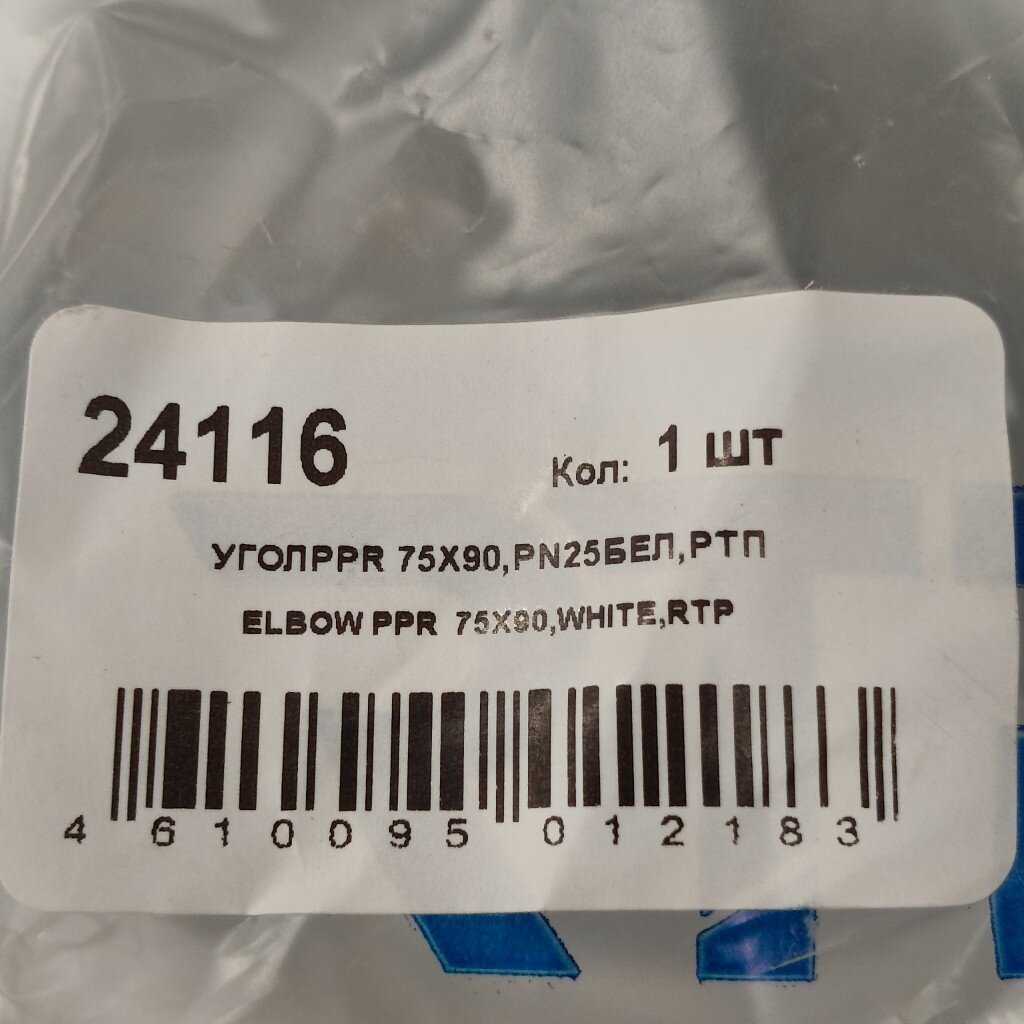 24116
Кол: 1 шт
УГОЛPPR 75X90,PN25БЕЛ,РТП
ELBOW PPR 75X90,WHITE,RTP
4 610095 012183